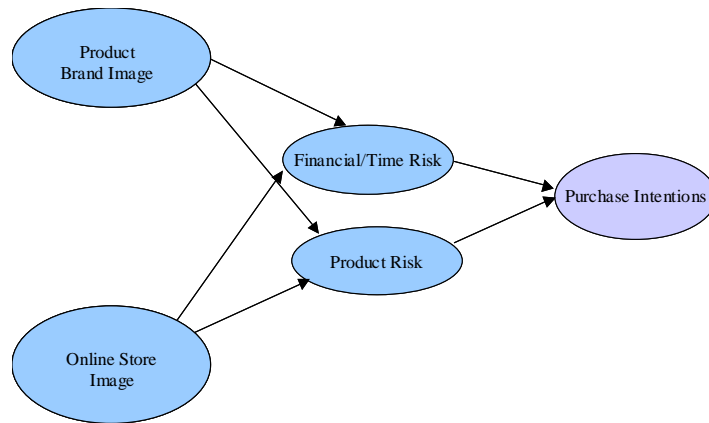 Product
Brand Image
Financial/Time Risk
Purchase Intentions
Product Risk
Online Store
Image